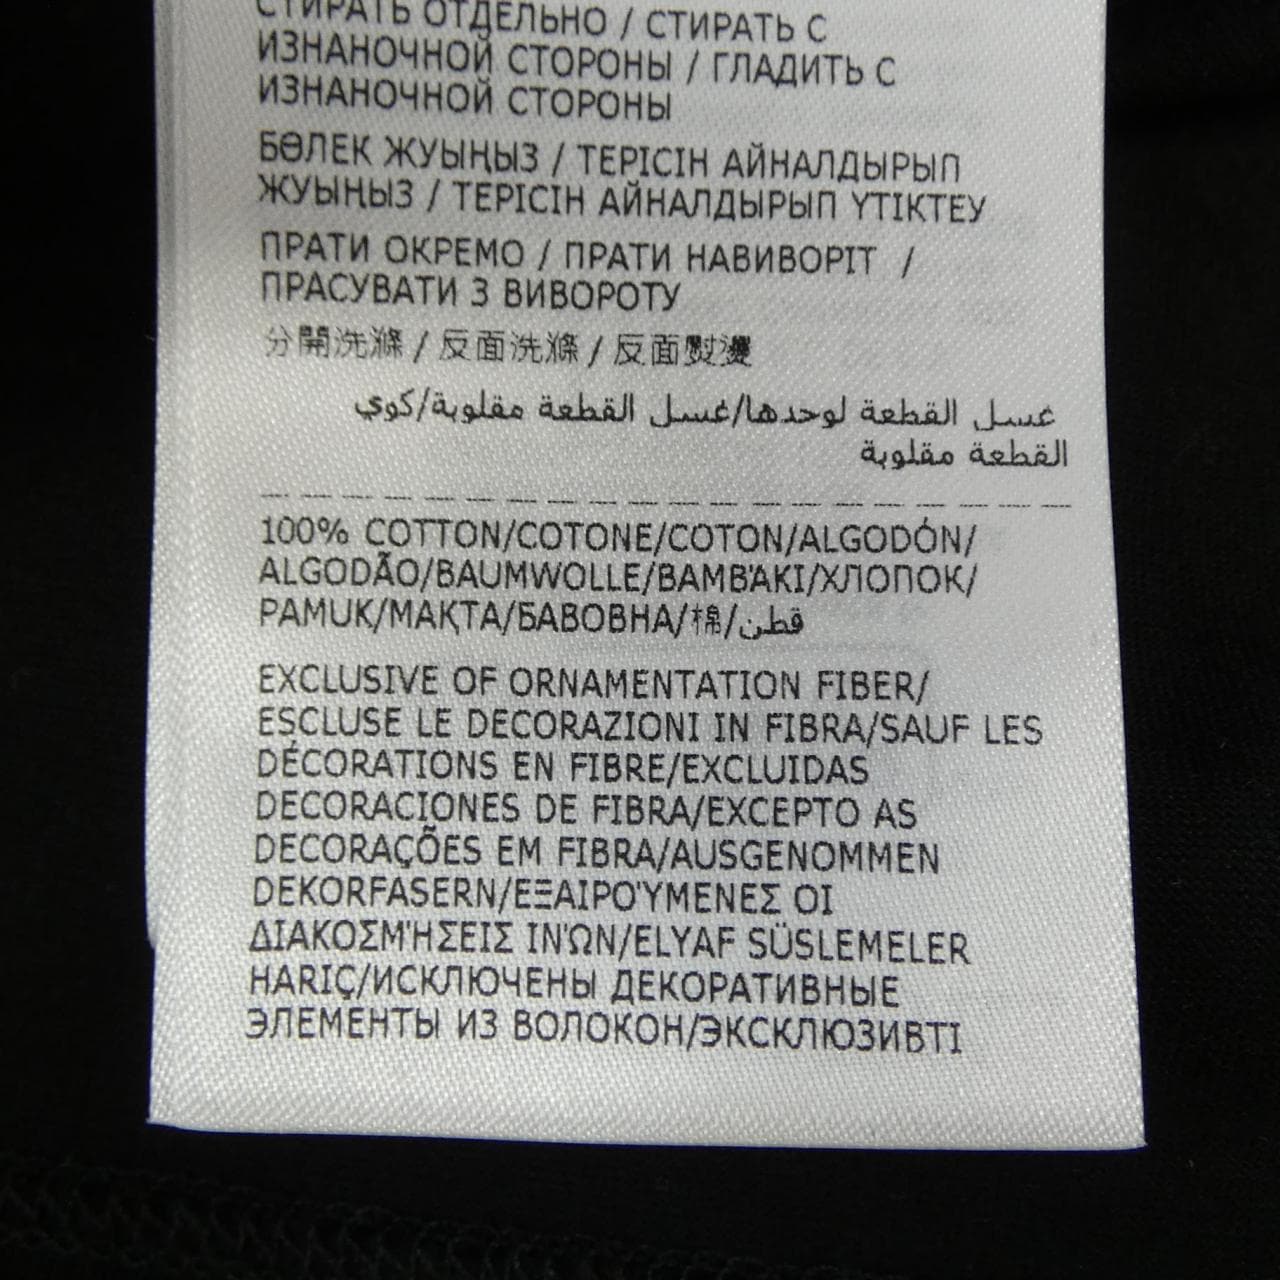 СТИРАТЬ ОТДЕЛЬНО / СТИРАТЬ С
ИЗНАНОЧНОЙ СТОРОНЫ / ГЛАДИТЬ С
ИЗНАНОЧНОЙ СТОРОНЫ
БӨЛЕК ЖУЫҢЫЗ / ТЕРІСІН АЙНАЛДЫРЫП
ЖУЫҢЫЗ / ТЕРІСІН АЙНАЛДЫРЫП ҮТІКТЕУ
ПРАТИ ОКРЕМО / ПРАТИ НАВИВОРІТ /
ПРАСУВАТИ З ВИВОРОТУ
分開洗滌 / 反面洗滌 / 反面熨燙
غسل القطعة لوحدها/غسل القطعة مقلوبة/كوي
القطعة مقلوبة
100% COTTON/COTONE/COTON/ALGODÓN/
ALGODÃO/BAUMWOLLE/ΒΑΜΒΆΚΙ/ХЛОПОК/
PAMUK/МАҚТА/БАВОВНА/棉/قطن
EXCLUSIVE OF ORNAMENTATION FIBER/
ESCLUSE LE DECORAZIONI IN FIBRA/SAUF LES
DÉCORATIONS EN FIBRE/EXCLUIDAS
DECORACIONES DE FIBRA/EXCEPTO AS
DECORAÇÕES EM FIBRA/AUSGENOMMEN
DEKORFASERN/ΕΞΑΙΡΟΎΜΕΝΕΣ ΟΙ
ΔΙΑΚΟΣΜΉΣΕΙΣ ΙΝΏΝ/ELYAF SÜSLEMELER
HARIÇ/ИСКЛЮЧЕНЫ ДЕКОРАТИВНЫЕ
ЭЛЕМЕНТЫ ИЗ ВОЛОКОН/ЭКСКЛЮЗИВТІ